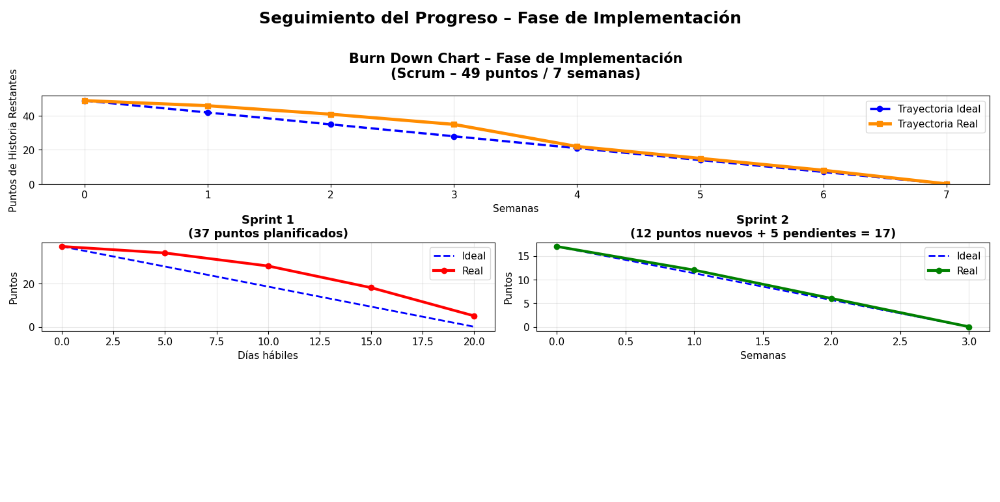 Seguimiento del Progreso – Fase de Implementación
Burn Down Chart – Fase de Implementación
(Scrum – 49 puntos / 7 semanas)
Puntos de Historia Restantes
40
20
0
Trayectoria Ideal
Trayectoria Real
0 1 2 3 4 5 6 7
Semanas
Sprint 1
(37 puntos planificados)
Puntos
20
0
Ideal
Real
0.0 2.5 5.0 7.5 10.0 12.5 15.0 17.5 20.0
Días hábiles
Sprint 2
(12 puntos nuevos + 5 pendientes = 17)
Puntos
15
10
5
0
Ideal
Real
0.0 0.5 1.0 1.5 2.0 2.5 3.0
Semanas